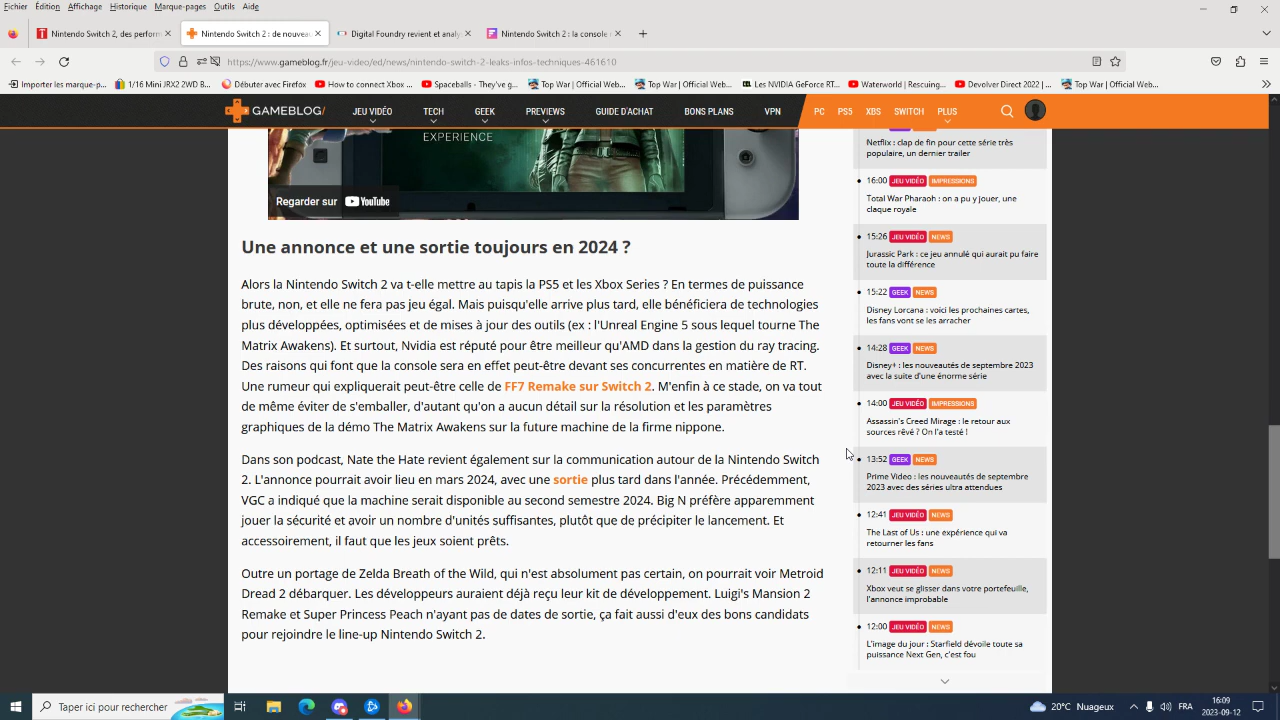 Fichier Édition Affichage Historique Marque-pages Outils Aide
Nintendo Switch 2, des perform
Nintendo Switch 2 : de nouvea
Digital Foundry revient et analy
Nintendo Switch 2 : la console r
https://www.gameblog.fr/jeu-video/ed/news/nintendo-switch-2-leaks-infos-techniques-461610
Importer les marque-p...
1/16 Mini JRX2 2WD B...
Débuter avec Firefox
How to connect Xbox ...
Spaceballs - They've g...
Top War | Official Web...
Top War | Official Web...
Les NVIDIA GeForce RT...
Waterworld | Rescuing...
Devolver Direct 2022 | ...
Top War | Official Web...
GAMEBLOG/
JEU VIDÉO TECH GEEK PREVIEWS GUIDE D'ACHAT BONS PLANS VPN
PC PS5 XBS SWITCH PLUS
EXPERIENCE
Regarder sur YouTube
Une annonce et une sortie toujours en 2024 ?
Alors la Nintendo Switch 2 va t-elle mettre au tapis la PS5 et les Xbox Series ? En termes de puissance
brute, non, et elle ne fera pas jeu égal. Mais puisqu'elle arrive plus tard, elle bénéficiera de technologies
plus développées, optimisées et de mises à jour des outils (ex : l'Unreal Engine 5 sous lequel tourne The
Matrix Awakens). Et surtout, Nvidia est réputé pour être meilleur qu'AMD dans la gestion du ray tracing.
Des raisons qui font que la console sera en effet peut-être devant ses concurrentes en matière de RT.
Une rumeur qui expliquerait peut-être celle de FF7 Remake sur Switch 2. M'enfin à ce stade, on va tout
de même éviter de s'emballer, d'autant qu'on a aucun détail sur la résolution et les paramètres
graphiques de la démo The Matrix Awakens sur la future machine de la firme nippone.
Dans son podcast, Nate the Hate revient également sur la communication autour de la Nintendo Switch
2. L'annonce pourrait avoir lieu en mars 2024, avec une sortie plus tard dans l'année. Précédemment,
VGC a indiqué que la machine serait disponible au second semestre 2024. Big N préfère apparemment
jouer la sécurité et avoir un nombre d'unités suffisantes, plutôt que de précipiter le lancement. Et
accessoirement, il faut que les jeux soient prêts.
Outre un portage de Zelda Breath of the Wild, qui n'est absolument pas certain, on pourrait voir Metroid
Dread 2 débarquer. Les développeurs auraient déjà reçu leur kit de développement. Luigi's Mansion 2
Remake et Super Princess Peach n'ayant pas de dates de sortie, ça fait aussi d'eux des bons candidats
pour rejoindre le line-up Nintendo Switch 2.
Netflix : clap de fin pour cette série très
populaire, un dernier trailer
16:00 JEU VIDÉO IMPRESSIONS
Total War Pharaoh : on a pu y jouer, une
claque royale
15:26 JEU VIDÉO NEWS
Jurassic Park : ce jeu annulé qui aurait pu faire
toute la différence
15:22 GEEK NEWS
Disney Lorcana : voici les prochaines cartes,
les fans vont se les arracher
14:28 GEEK NEWS
Disney+ : les nouveautés de septembre 2023
avec la suite d'une énorme série
14:00 JEU VIDÉO IMPRESSIONS
Assassin's Creed Mirage : le retour aux
sources rêvé ? On l'a testé !
13:52 GEEK NEWS
Prime Video : les nouveautés de septembre
2023 avec des séries ultra attendues
12:41 JEU VIDÉO NEWS
The Last of Us : une expérience qui va
retourner les fans
12:11 JEU VIDÉO NEWS
Xbox veut se glisser dans votre portefeuille,
l'annonce improbable
12:00 JEU VIDÉO NEWS
L'image du jour : Starfield dévoile toute sa
puissance Next Gen, c'est fou
Taper ici pour rechercher
20°C Nuageux
FRA
16:09
2023-09-12